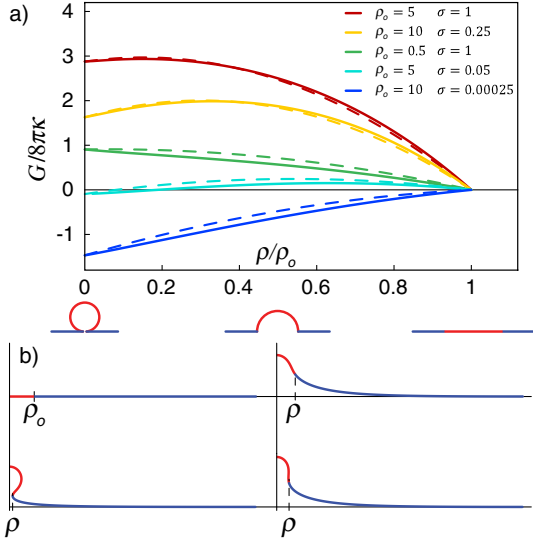 a)
4
3
2
1
0
-1
G/8πκ
ρₒ = 5 σ = 1
ρₒ = 10 σ = 0.25
ρₒ = 0.5 σ = 1
ρₒ = 5 σ = 0.05
ρₒ = 10 σ = 0.00025
ρ/ρₒ
0 0.2 0.4 0.6 0.8 1
b)
ρₒ
ρ
ρ
ρ